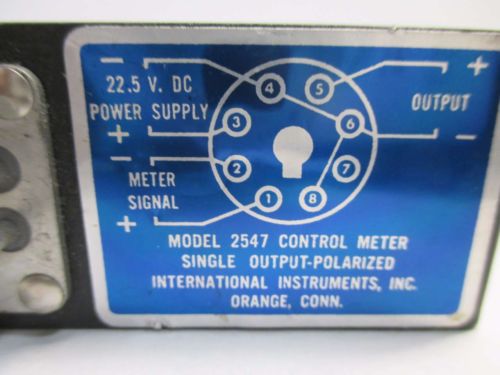 − +
22.5 V. DC
POWER SUPPLY
OUTPUT
+ −
−
METER
SIGNAL
+
4 5
3 6
2 7
1 8
MODEL 2547 CONTROL METER
SINGLE OUTPUT-POLARIZED
INTERNATIONAL INSTRUMENTS, INC.
ORANGE, CONN.